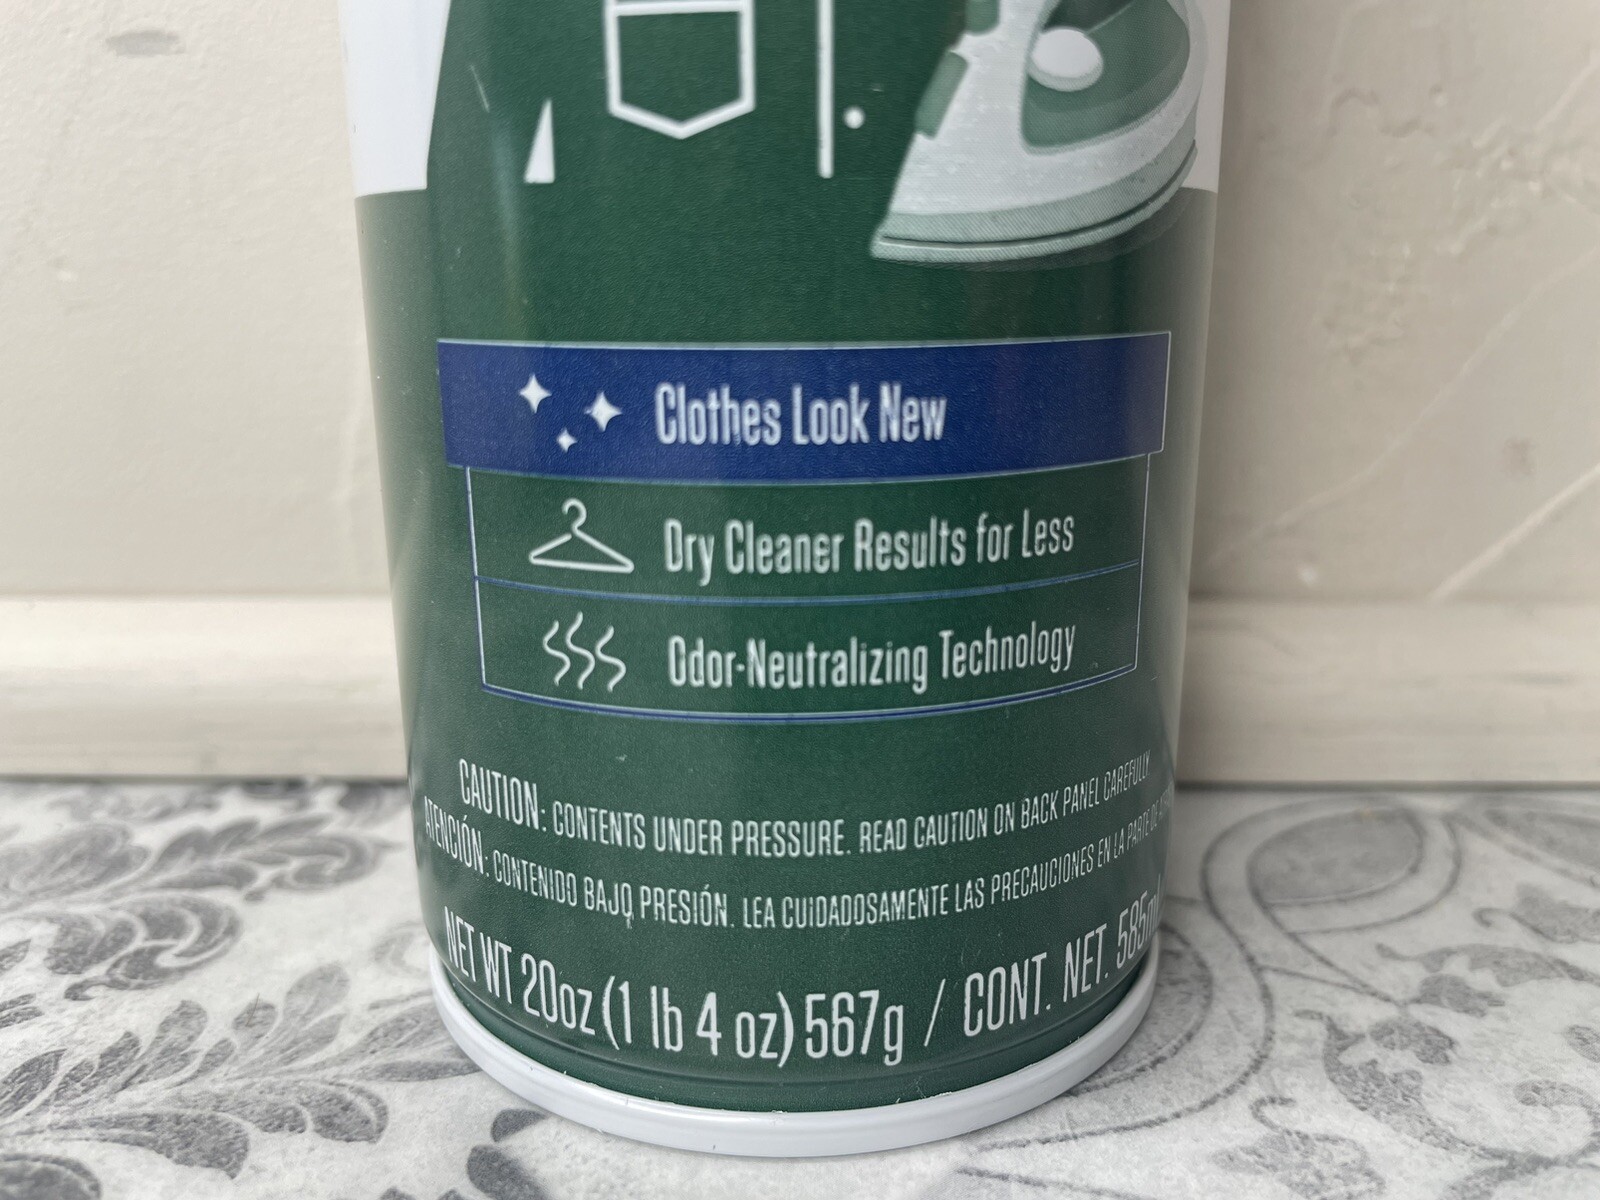 Clothes Look New
Dry Cleaner Results for Less
Odor-Neutralizing Technology
CAUTION: CONTENTS UNDER PRESSURE. READ CAUTION ON BACK PANEL CAREFULLY.
ATENCIÓN: CONTENIDO BAJO PRESIÓN. LEA CUIDADOSAMENTE LAS PRECAUCIONES EN LA PARTE DE
NET WT 20oz (1 lb 4 oz) 567g / CONT. NET. 585ml